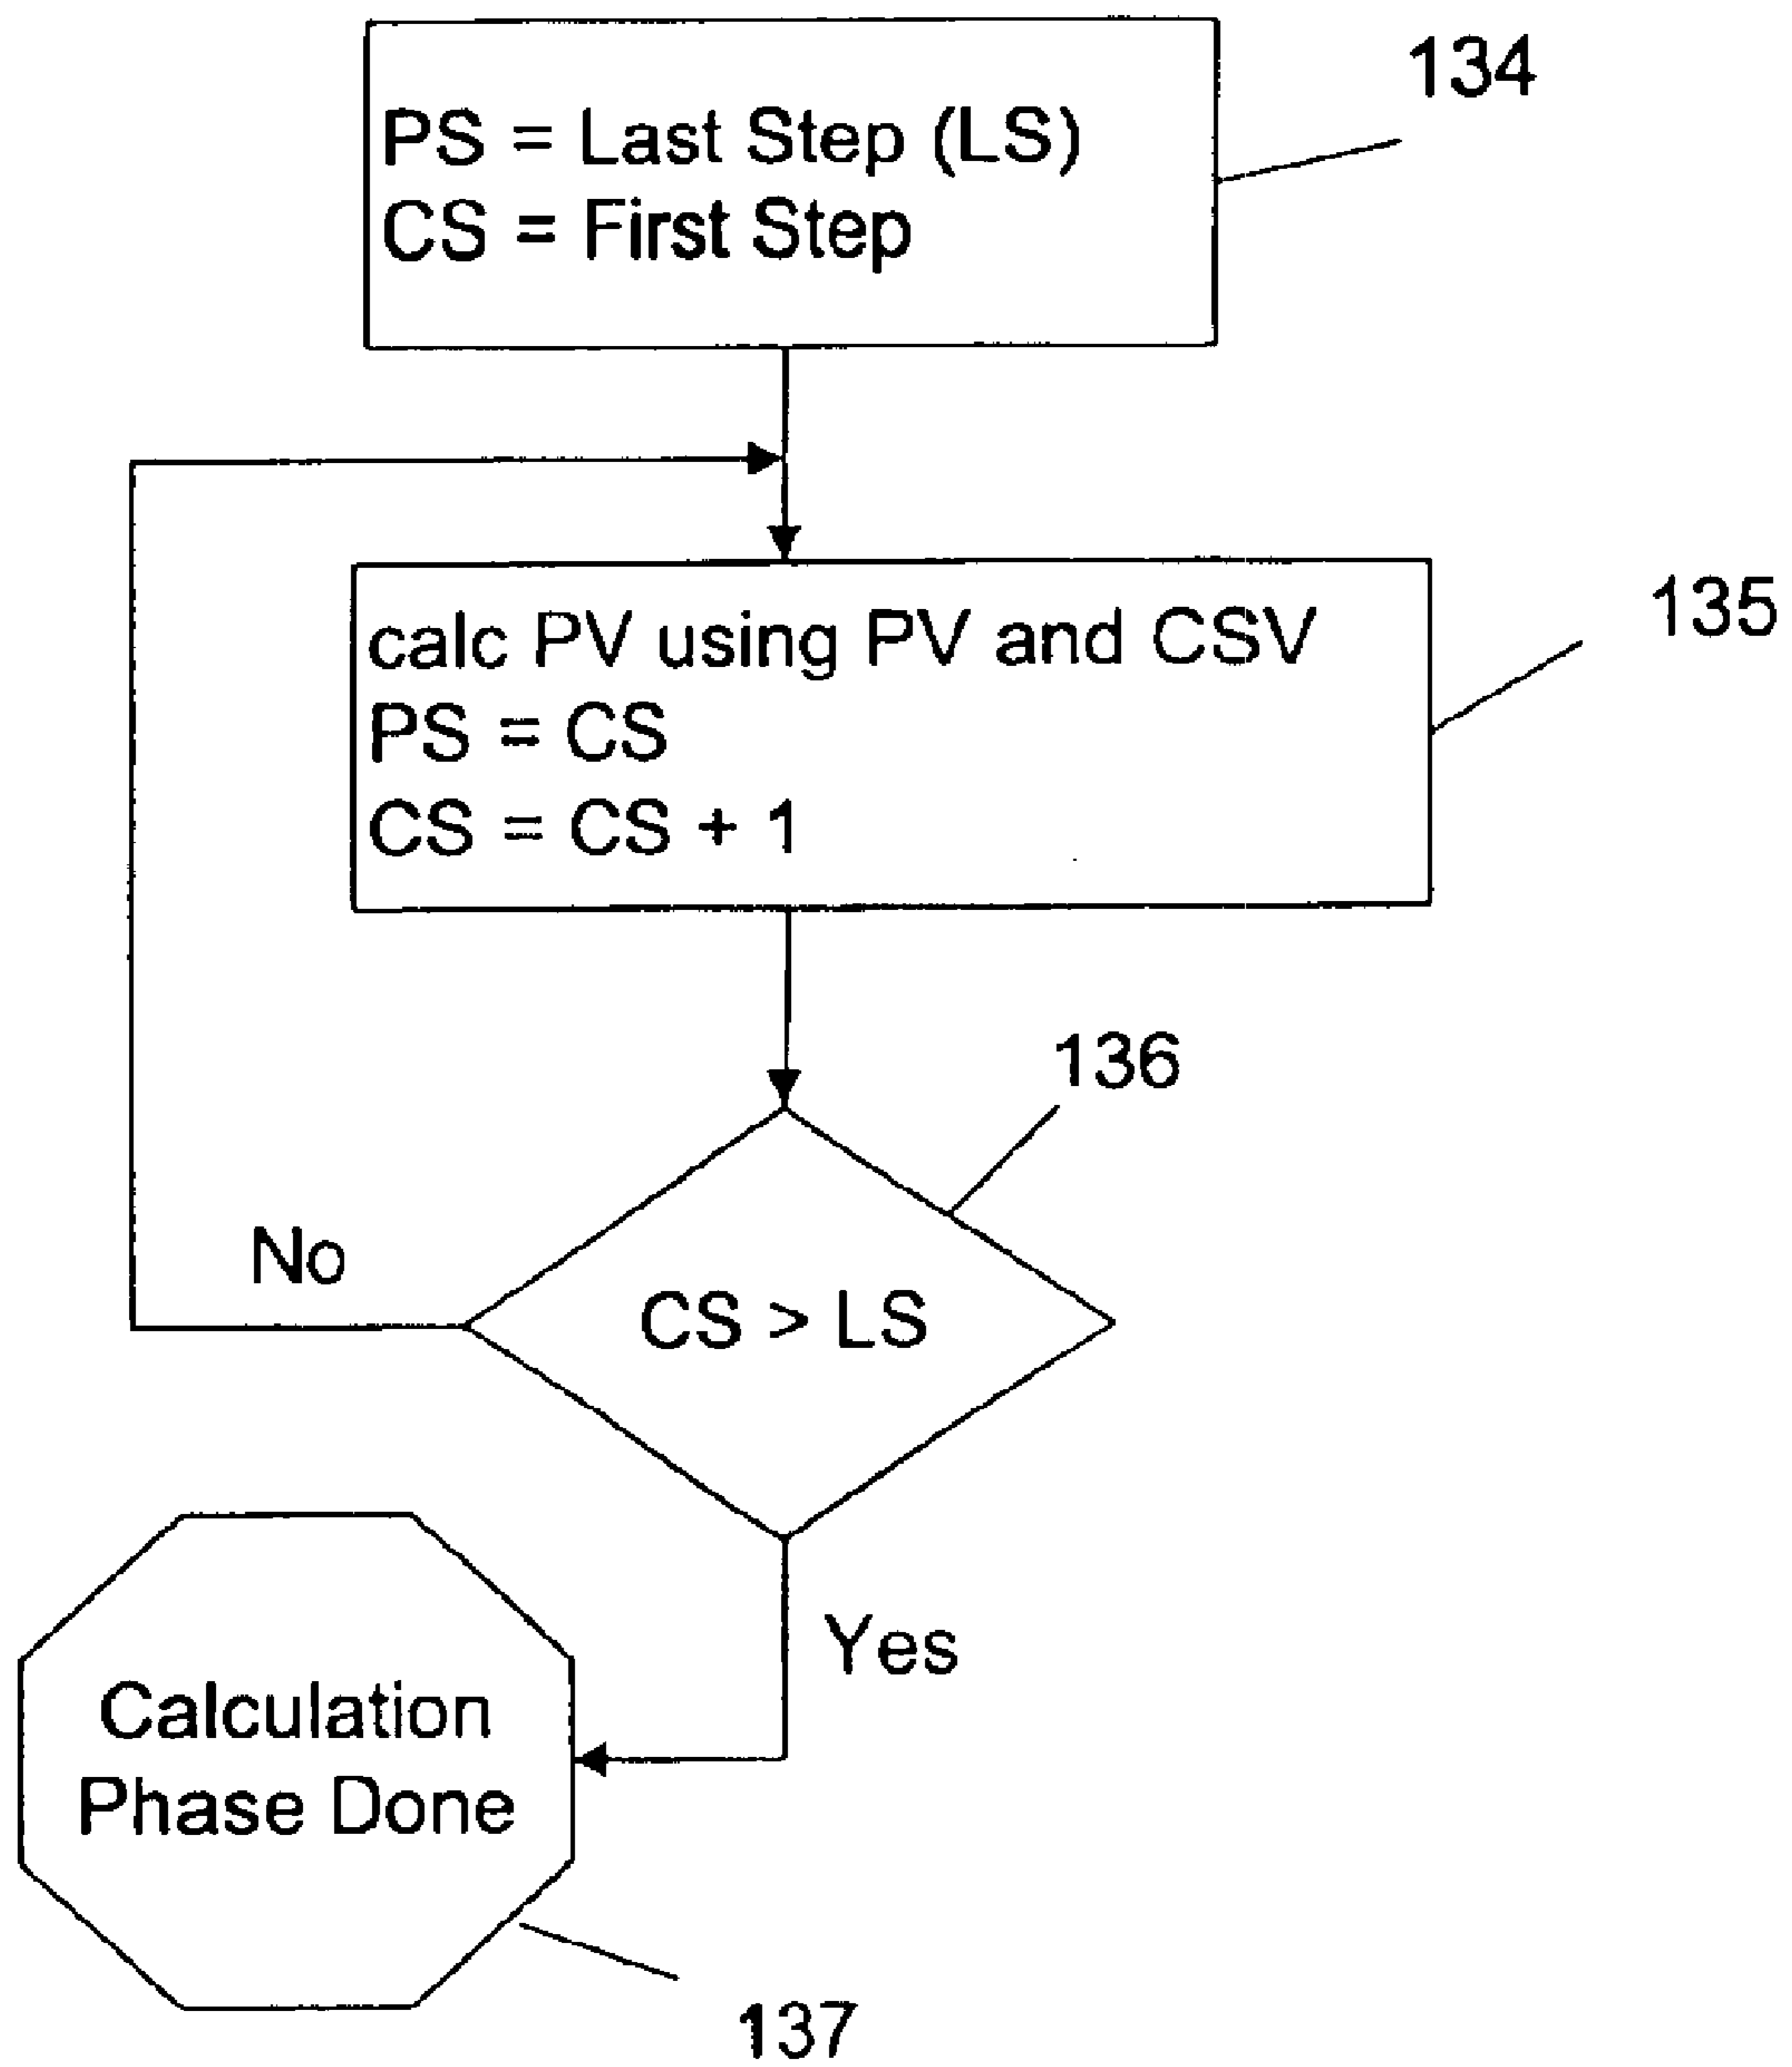 134
PS = Last Step (LS)
CS = First Step
135
calc PV using PV and CSV
PS = CS
CS = CS + 1
136
No
CS > LS
Yes
Calculation
Phase Done
137